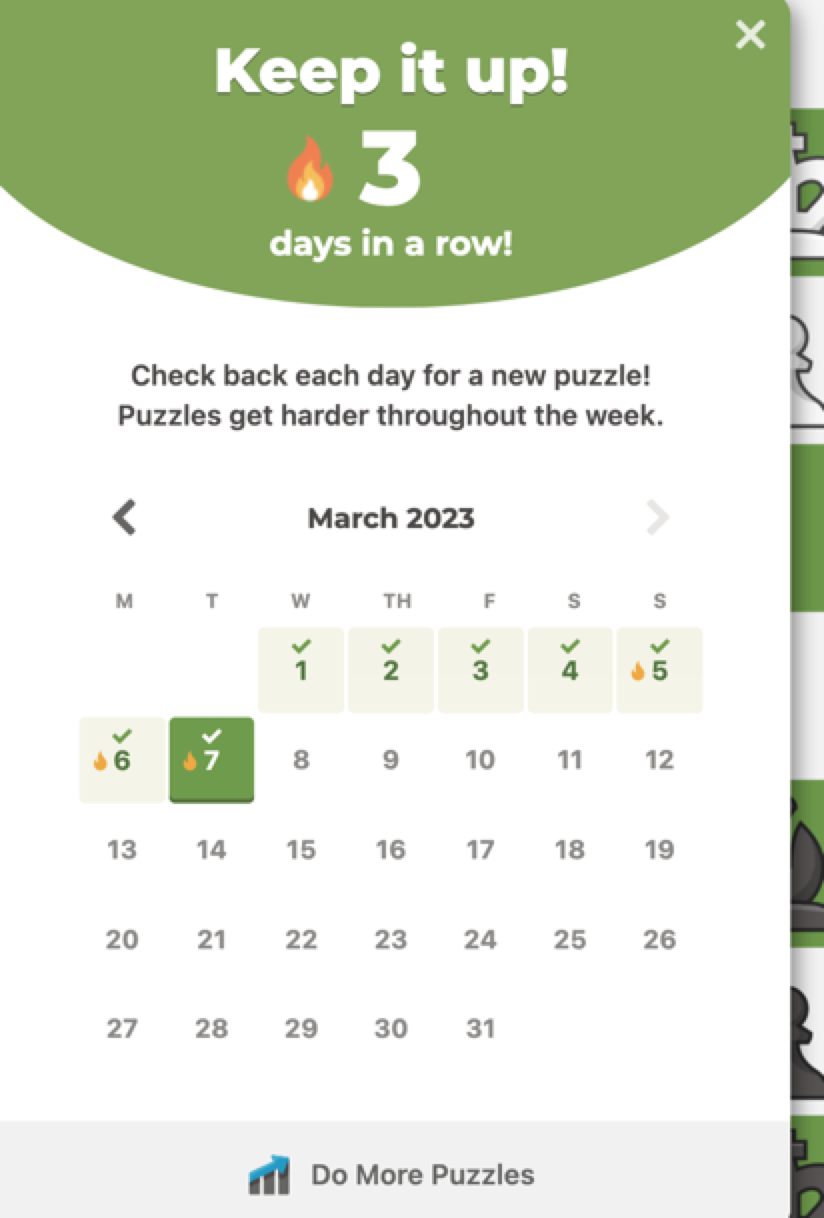 Keep it up!
3
days in a row!
Check back each day for a new puzzle!
Puzzles get harder throughout the week.
March 2023
M T W TH F S S
1 2 3 4 5
6 7 8 9 10 11 12
13 14 15 16 17 18 19
20 21 22 23 24 25 26
27 28 29 30 31
Do More Puzzles